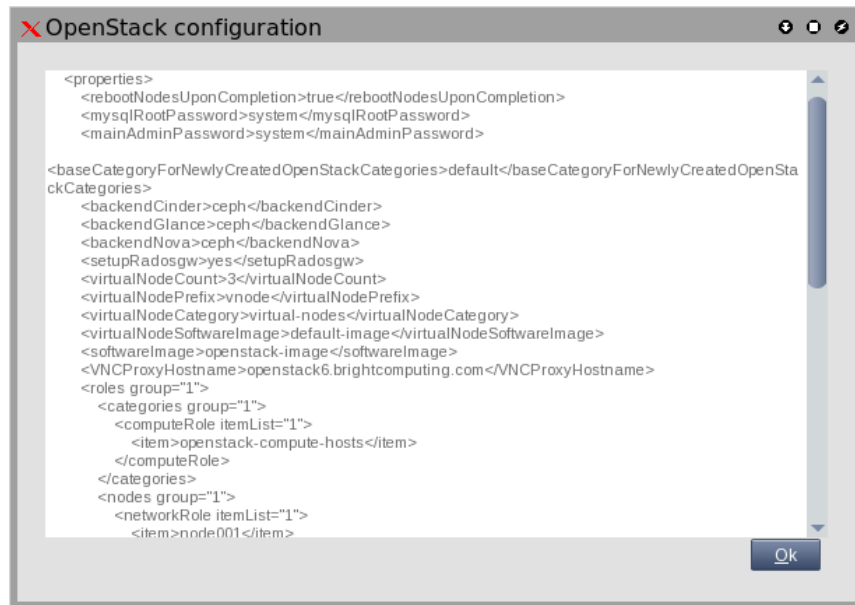 OpenStack configuration
<properties>
<rebootNodesUponCompletion>true</rebootNodesUponCompletion>
<mysqlRootPassword>system</mysqlRootPassword>
<mainAdminPassword>system</mainAdminPassword>
<baseCategoryForNewlyCreatedOpenStackCategories>default</baseCategoryForNewlyCreatedOpenSta
ckCategories>
<backendCinder>ceph</backendCinder>
<backendGlance>ceph</backendGlance>
<backendNova>ceph</backendNova>
<setupRadosgw>yes</setupRadosgw>
<virtualNodeCount>3</virtualNodeCount>
<virtualNodePrefix>vnode</virtualNodePrefix>
<virtualNodeCategory>virtual-nodes</virtualNodeCategory>
<virtualNodeSoftwareImage>default-image</virtualNodeSoftwareImage>
<softwareImage>openstack-image</softwareImage>
<VNCProxyHostname>openstack6.brightcomputing.com</VNCProxyHostname>
<roles group="1">
<categories group="1">
<computeRole itemList="1">
<item>openstack-compute-hosts</item>
</computeRole>
</categories>
<nodes group="1">
<networkRole itemList="1">
<item>node001</item>
Ok